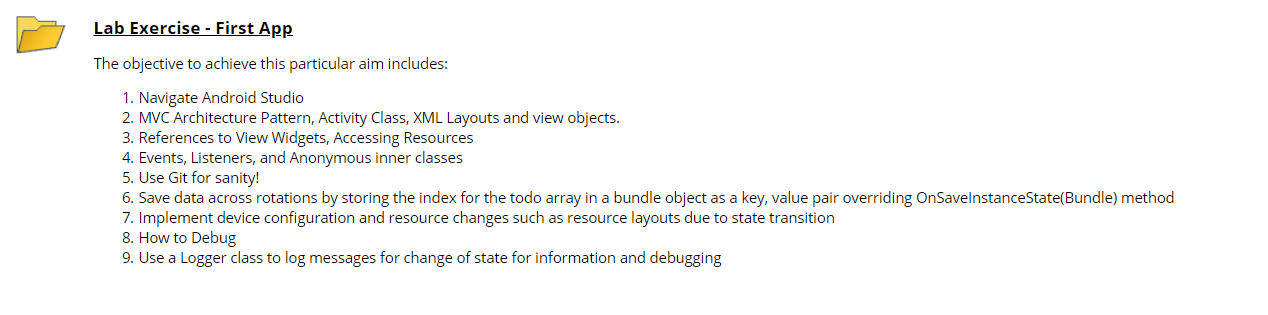 Lab Exercise - First App
The objective to achieve this particular aim includes:
1. Navigate Android Studio
2. MVC Architecture Pattern, Activity Class, XML Layouts and view objects.
3. References to View Widgets, Accessing Resources
4. Events, Listeners, and Anonymous inner classes
5. Use Git for sanity!
6. Save data across rotations by storing the index for the todo array in a bundle object as a key, value pair overriding OnSaveInstanceState(Bundle) method
7. Implement device configuration and resource changes such as resource layouts due to state transition
8. How to Debug
9. Use a Logger class to log messages for change of state for information and debugging